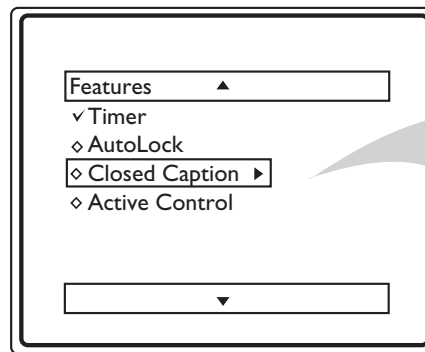 Features
Timer
AutoLock
Closed Caption
Active Control